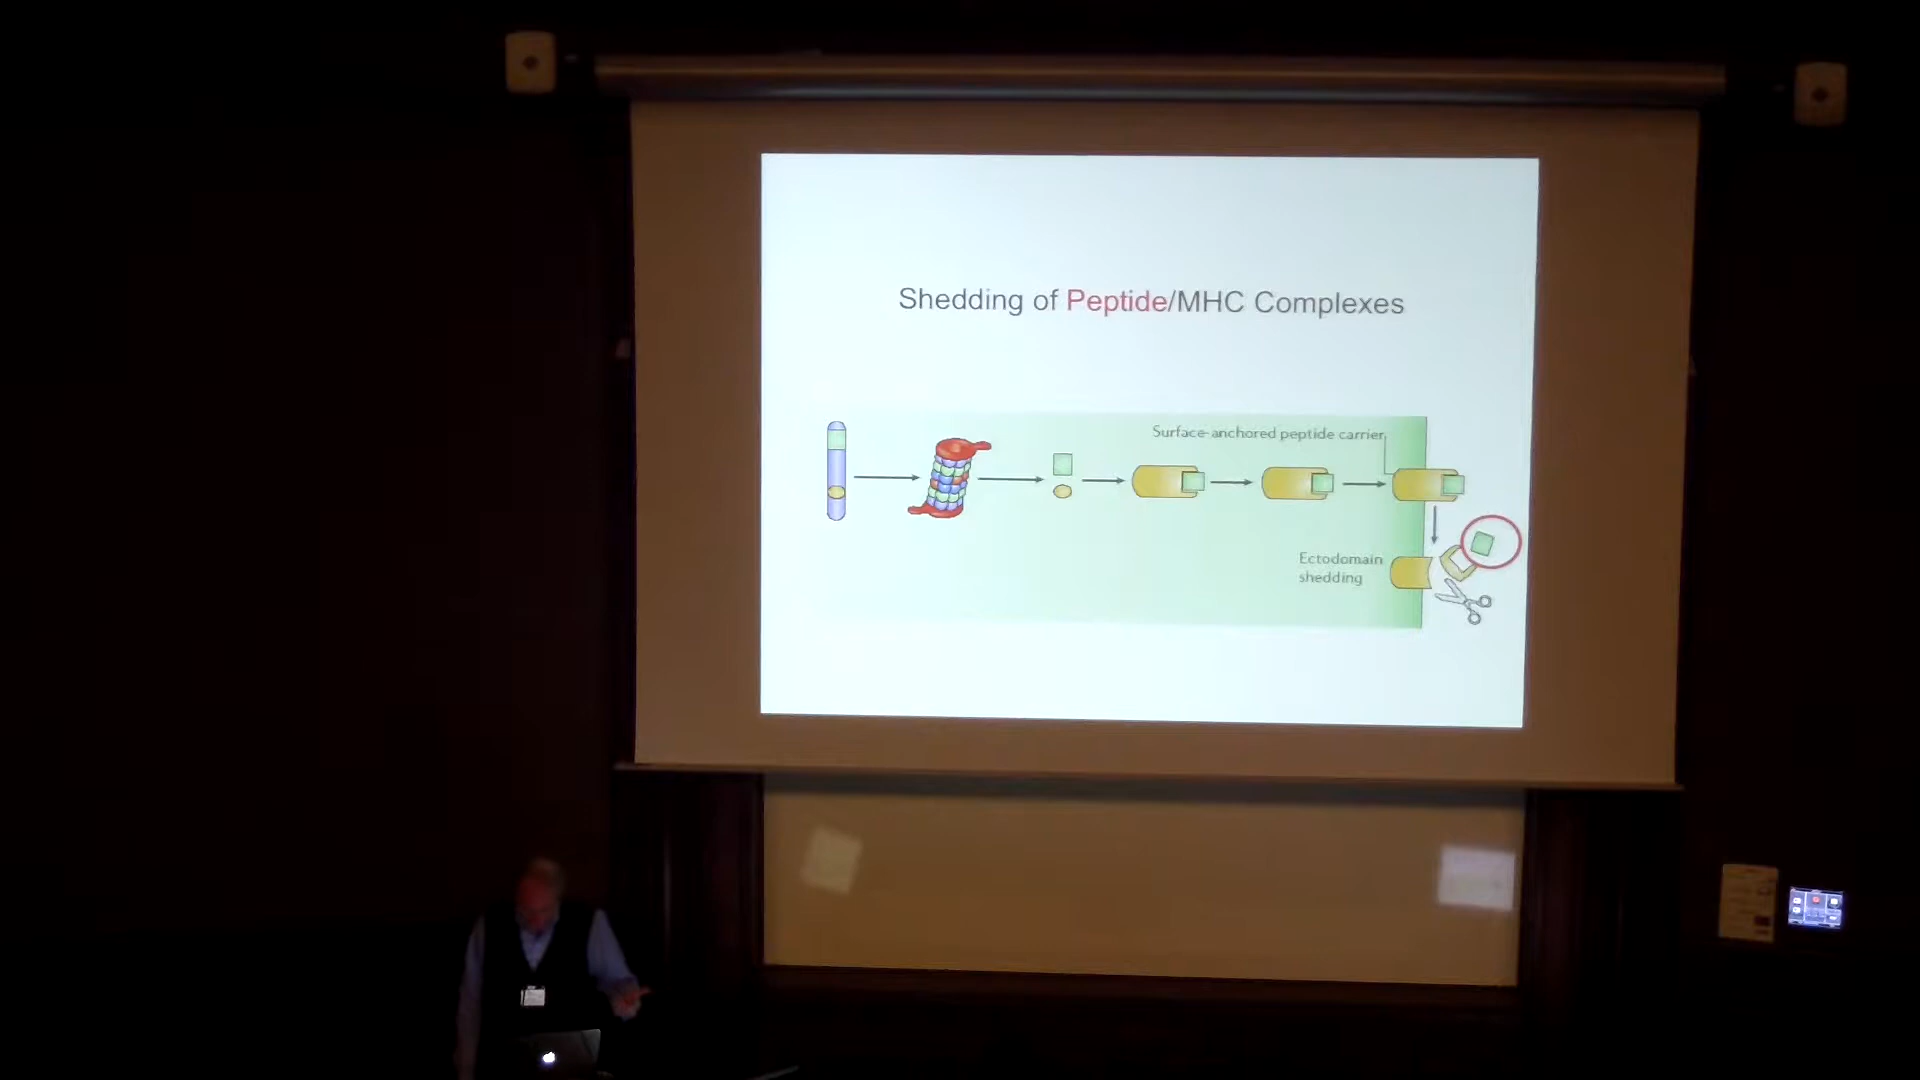 Shedding of Peptide/MHC Complexes
Surface-anchored peptide carrier
Ectodomain
shedding